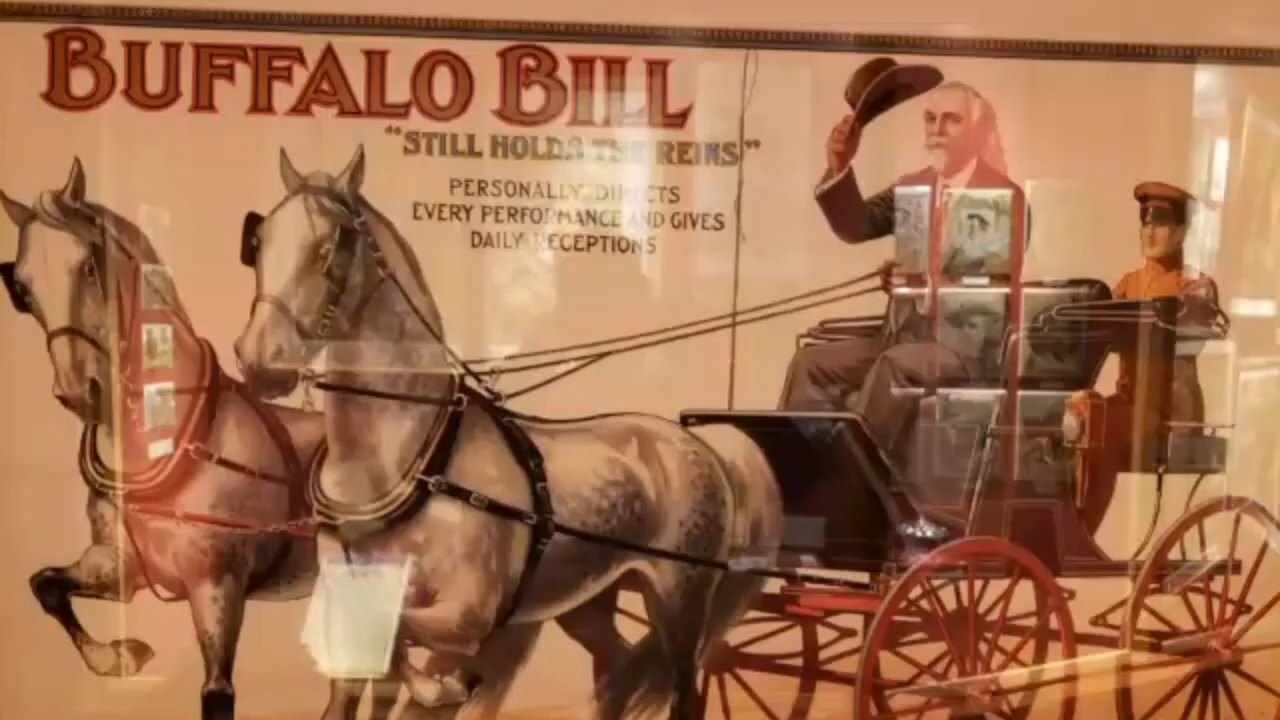 BUFFALO BILL
"STILL HOLDS THE REINS"
PERSONALLY DIRECTS
EVERY PERFORMANCE AND GIVES
DAILY RECEPTIONS